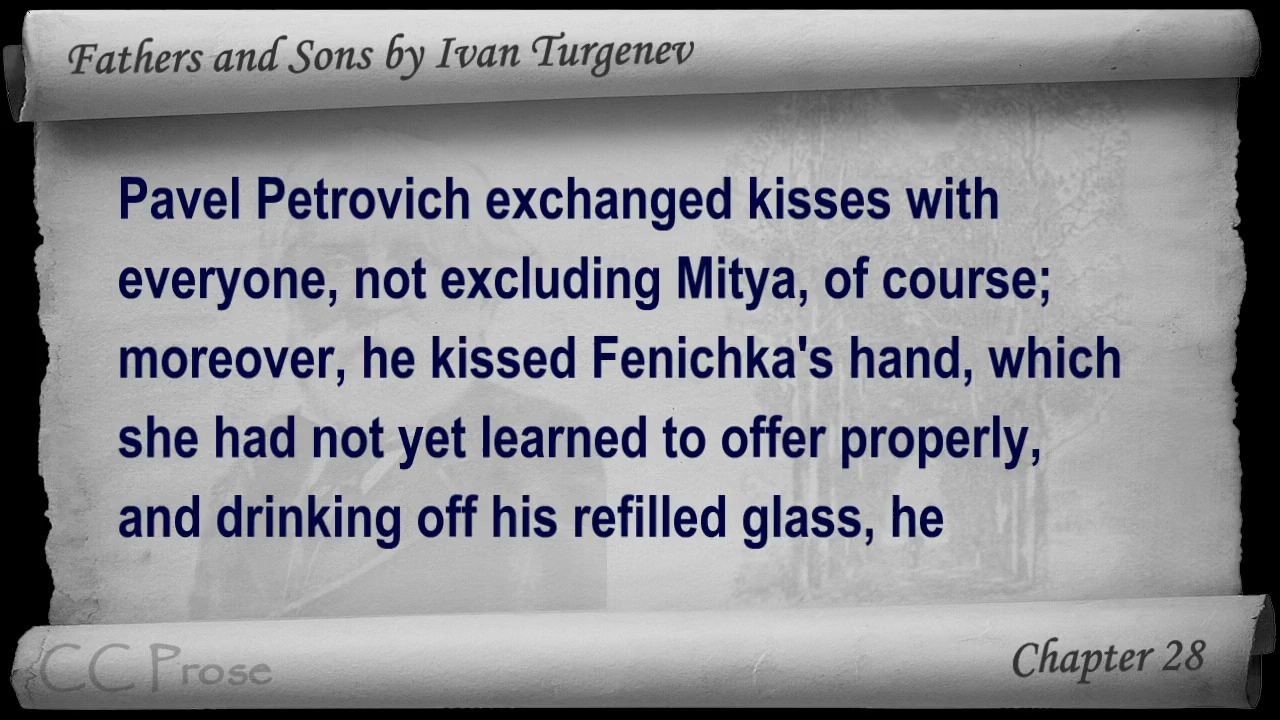 Fathers and Sons by Ivan Turgenev
Pavel Petrovich exchanged kisses with
everyone, not excluding Mitya, of course;
moreover, he kissed Fenichka's hand, which
she had not yet learned to offer properly,
and drinking off his refilled glass, he
CC Prose
Chapter 28